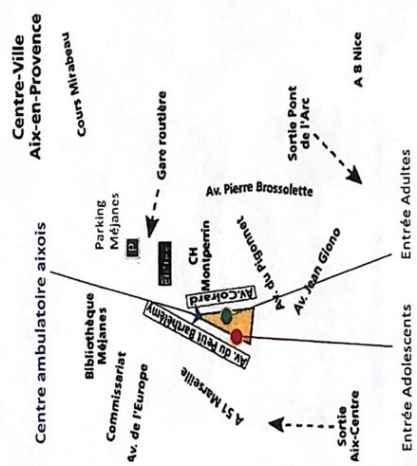 Centre-Ville
Aix-en-Provence
Cours Mirabeau
Gare routière
Sortie Pont
de l'Arc
A 8 Nice
Centre ambulatoire aixois
Parking
Méjanes
P
CH
Montperrin
Av. Pierre Brossolette
Av. du Pigonnet
Av. Jean Giono
Entrée Adultes
Bibliothèque
Méjanes
Commissariat
Av. de l'Europe
Av. du Petit Barthélémy
Av. Coirard
A 51 Marseille
Sortie
Aix-Centre
Entrée Adolescents